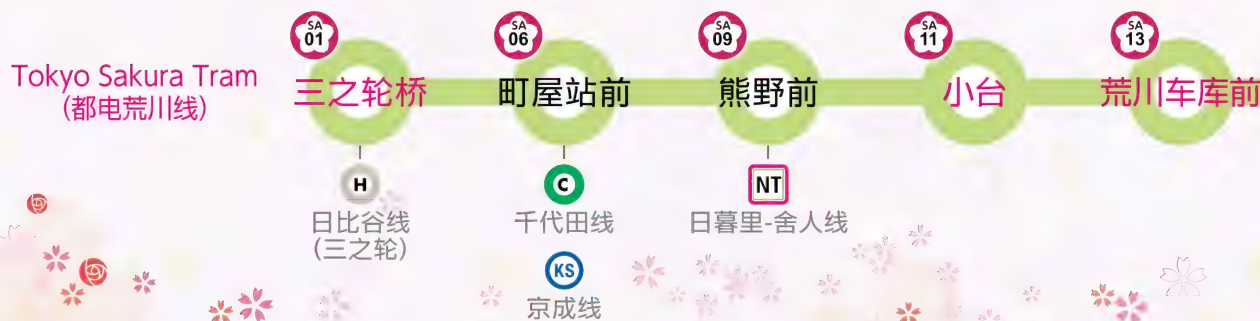 Tokyo Sakura Tram
（都电荒川线）
SA
01
三之轮桥
SA
06
町屋站前
SA
09
熊野前
SA
11
小台
SA
13
荒川车库前
H
日比谷线
（三之轮）
C
千代田线
KS
京成线
NT
日暮里-舍人线